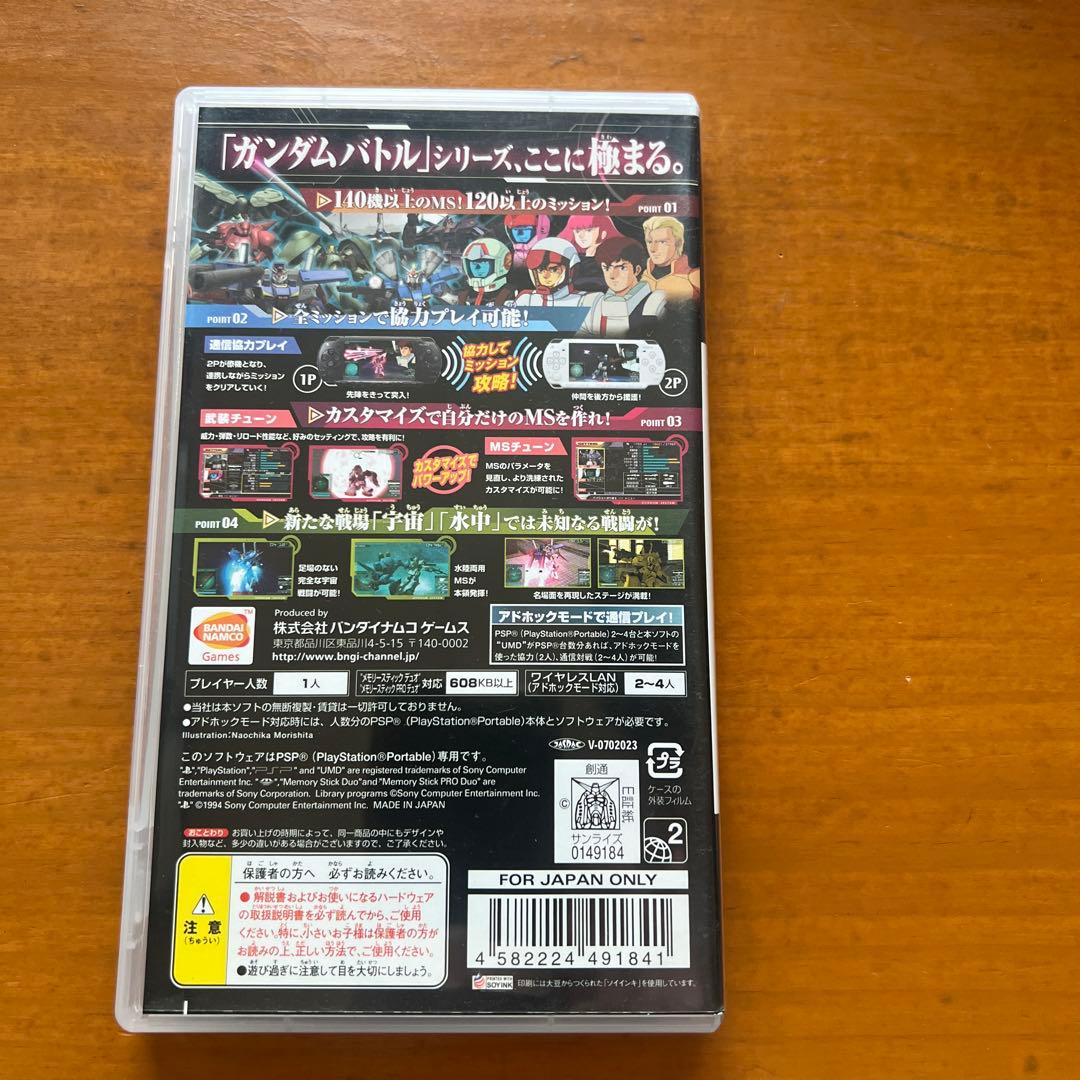 「ガンダムバトル」シリーズ、ここに極まる。
▷140機以上のMS!120以上のミッション! POINT 01
POINT 02 ▷全ミッションで協力プレイ可能!
通信協力プレイ
2Pが僚機となり、
連携しながらミッション
をクリアしていく!
1P
先陣をきって突入!
協力して
ミッション
攻略!
2P
仲間を後方から援護!
武装チューン ▷カスタマイズで自分だけのMSを作れ! POINT 03
威力・弾数・リロード性能など、好みのセッティングで、攻略を有利に!
カスタマイズで
パワーアップ!
MSチューン
MSのパラメータを
見直し、より洗練された
カスタマイズが可能に!
POINT 04 ▷新たな戦場「宇宙」「水中」では未知なる戦闘が!
足場のない
完全な宇宙
戦闘が可能!
水陸両用
MSが
本領発揮!
名場面を再現したステージが満載!
BANDAI
NAMCO
Games
Produced by
株式会社 バンダイナムコ ゲームス
東京都品川区東品川4-5-15 〒140-0002
http://www.bngi-channel.jp/
アドホックモードで通信プレイ!
PSP®(PlayStation®Portable)2~4台と本ソフトの
"UMD"がPSP®台数分あれば、アドホックモードを
使った協力(2人)、通信対戦(2~4人)が可能!
プレイヤー人数 1人
"メモリースティック デュオ"
"メモリースティック PRO デュオ" 対応 608KB以上
ワイヤレスLAN
(アドホックモード対応) 2~4人
●当社は本ソフトの無断複製・賃貸は一切許可しておりません。
●アドホックモード対応時には、人数分のPSP®(PlayStation®Portable)本体とソフトウェアが必要です。
Illustration:Naochika Morishita
このソフトウェアはPSP®(PlayStation®Portable)専用です。
","PlayStation","PSP" and "UMD" are registered trademarks of Sony Computer
Entertainment Inc. " ","Memory Stick Duo"and"Memory Stick PRO Duo" are
trademarks of Sony Corporation. Library programs ©Sony Computer Entertainment Inc.
" "©1994 Sony Computer Entertainment Inc. MADE IN JAPAN
JASRAC V-0702023
プラ
ケースの
外装フィルム
創通
©
E証紙
サンライズ
0149184
2
おことわり お買い上げの時期によって、同一商品の中にもデザインや
封入物など、多少の違いがある場合がございますので、ご了承ください。
注意
(ちゅうい)
保護者の方へ 必ずお読みください。
●解説書およびお使いになるハードウェア
の取扱説明書を必ず読んでから、ご使用
ください。特に、小さいお子様は保護者の方が
お読みの上、正しい方法で、ご使用ください。
●遊び過ぎに注意して目を大切にしましょう。
FOR JAPAN ONLY
4 582224 491841
PRINTED WITH
SOY INK
印刷には大豆からつくられた「ソイインキ」を使用しています。